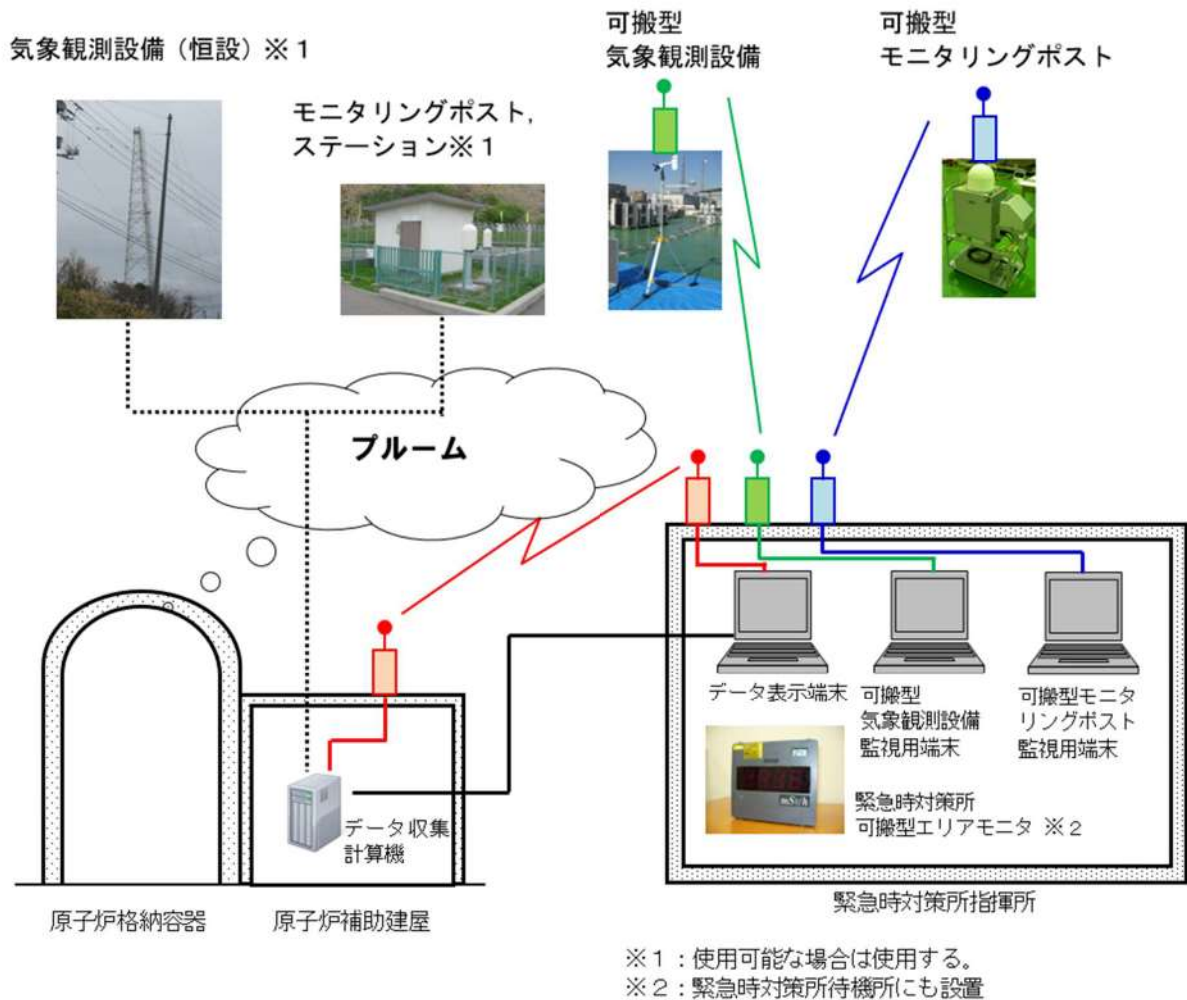 気象観測設備（恒設）※１
モニタリングポスト，
ステーション※１
可搬型
気象観測設備
可搬型
モニタリングポスト
プルーム
データ表示端末
可搬型
気象観測設備
監視用端末
可搬型モニタ
リングポスト
監視用端末
緊急時対策所
可搬型エリアモニタ ※２
データ収集
計算機
原子炉格納容器
原子炉補助建屋
緊急時対策所指揮所
※１：使用可能な場合は使用する。
※２：緊急時対策所待機所にも設置